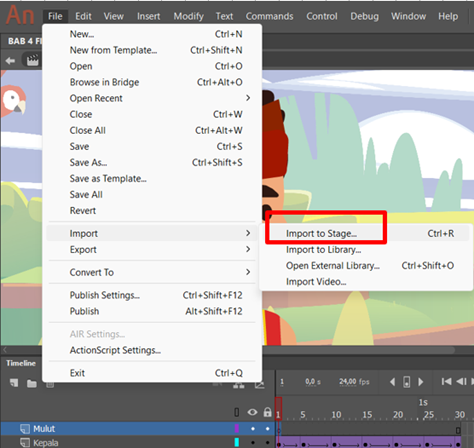 An File Edit View Insert Modify Text Commands Control Debug Window Help
BAB 4 F
New... Ctrl+N
New from Template... Ctrl+Shift+N
Open Ctrl+O
Browse in Bridge Ctrl+Alt+O
Open Recent
Close Ctrl+W
Close All Ctrl+Alt+W
Save Ctrl+S
Save As... Ctrl+Shift+S
Save as Template...
Save All
Revert
Import
Export
Convert To
Publish Settings... Ctrl+Shift+F12
Publish Alt+Shift+F12
AIR Settings...
ActionScript Settings...
Exit Ctrl+Q
Import to Stage... Ctrl+R
Import to Library...
Open External Library... Ctrl+Shift+O
Import Video...
Timeline
1 0,0 s 24,00 fps 1
1s
1 5 10 15 20 25 30
Mulut
Kepala